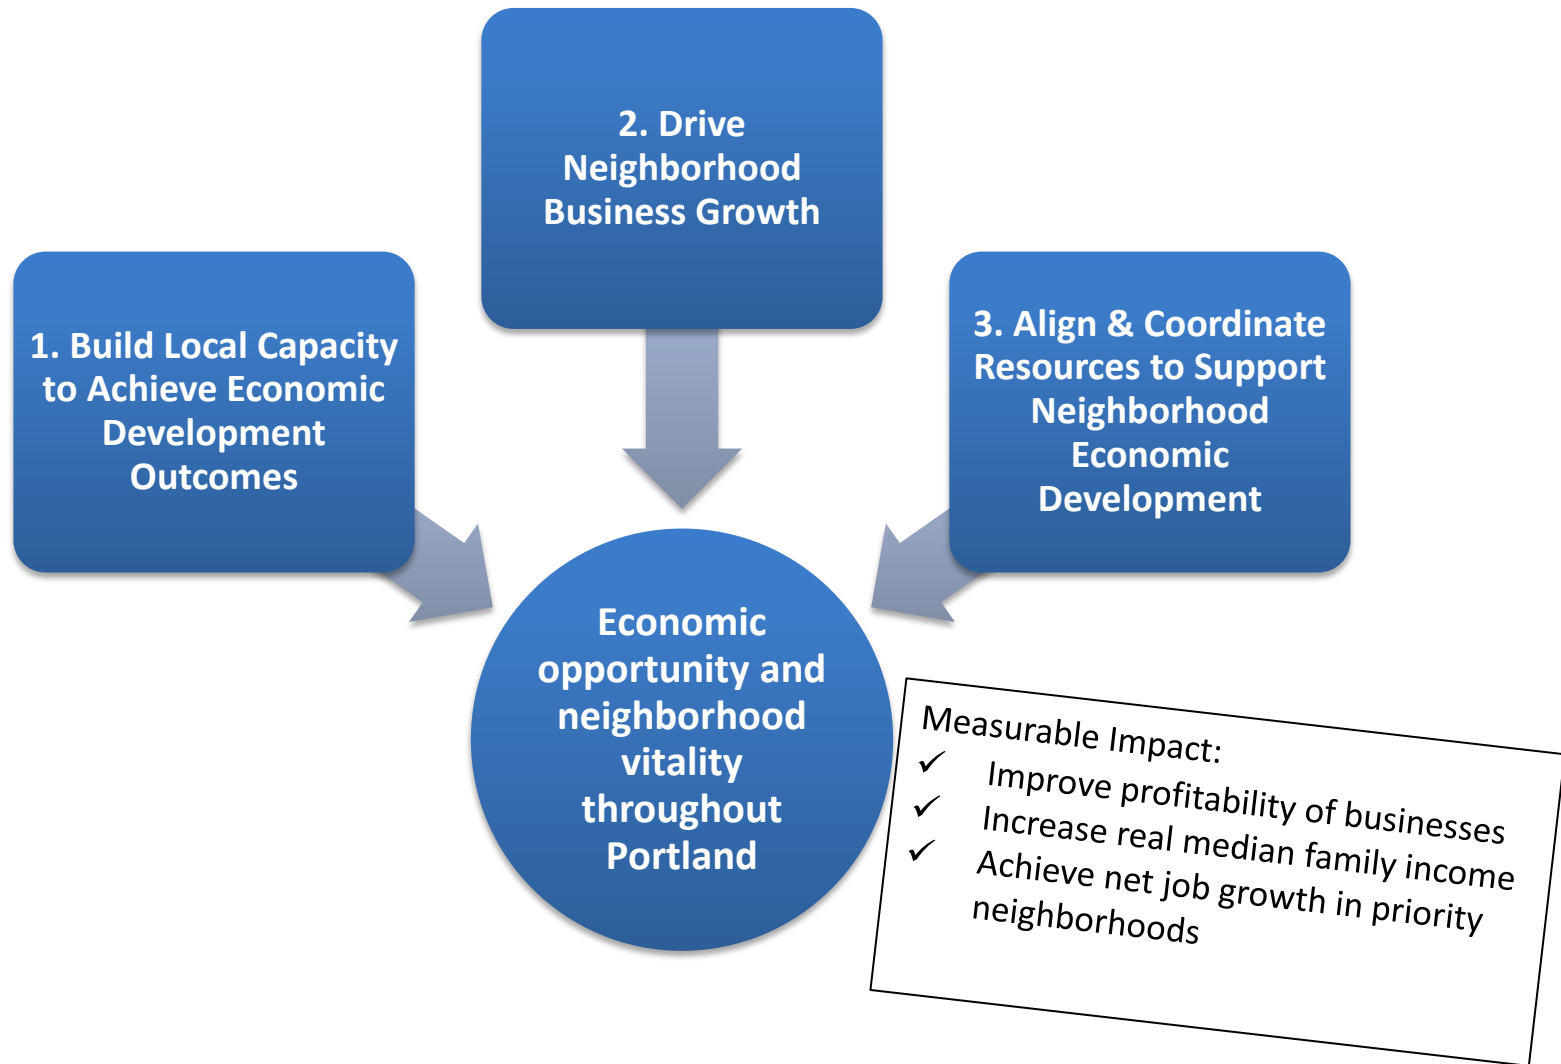 2. Drive
Neighborhood
Business Growth
1. Build Local Capacity
to Achieve Economic
Development
Outcomes
3. Align & Coordinate
Resources to Support
Neighborhood
Economic
Development
Economic
opportunity and
neighborhood
vitality
throughout
Portland
Measurable Impact:
✓ Improve profitability of businesses
✓ Increase real median family income
✓ Achieve net job growth in priority
neighborhoods